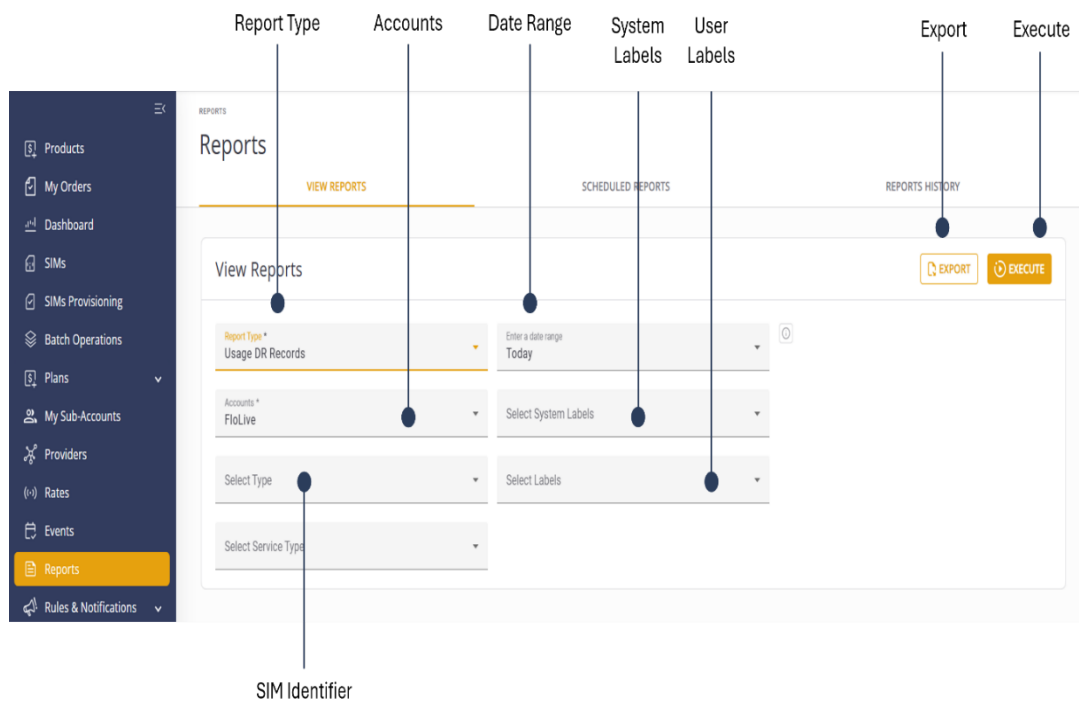 Report Type
Accounts
Date Range
System
Labels
User
Labels
Export
Execute
REPORTS
Reports
VIEW REPORTS
SCHEDULED REPORTS
REPORTS HISTORY
Products
My Orders
Dashboard
SIMs
SIMs Provisioning
Batch Operations
Plans
My Sub-Accounts
Providers
Rates
Events
Reports
Rules & Notifications
View Reports
EXPORT
EXECUTE
Report Type *
Usage DR Records
Enter a date range
Today
Accounts *
FloLive
Select System Labels
Select Type
Select Labels
Select Service Type
SIM Identifier